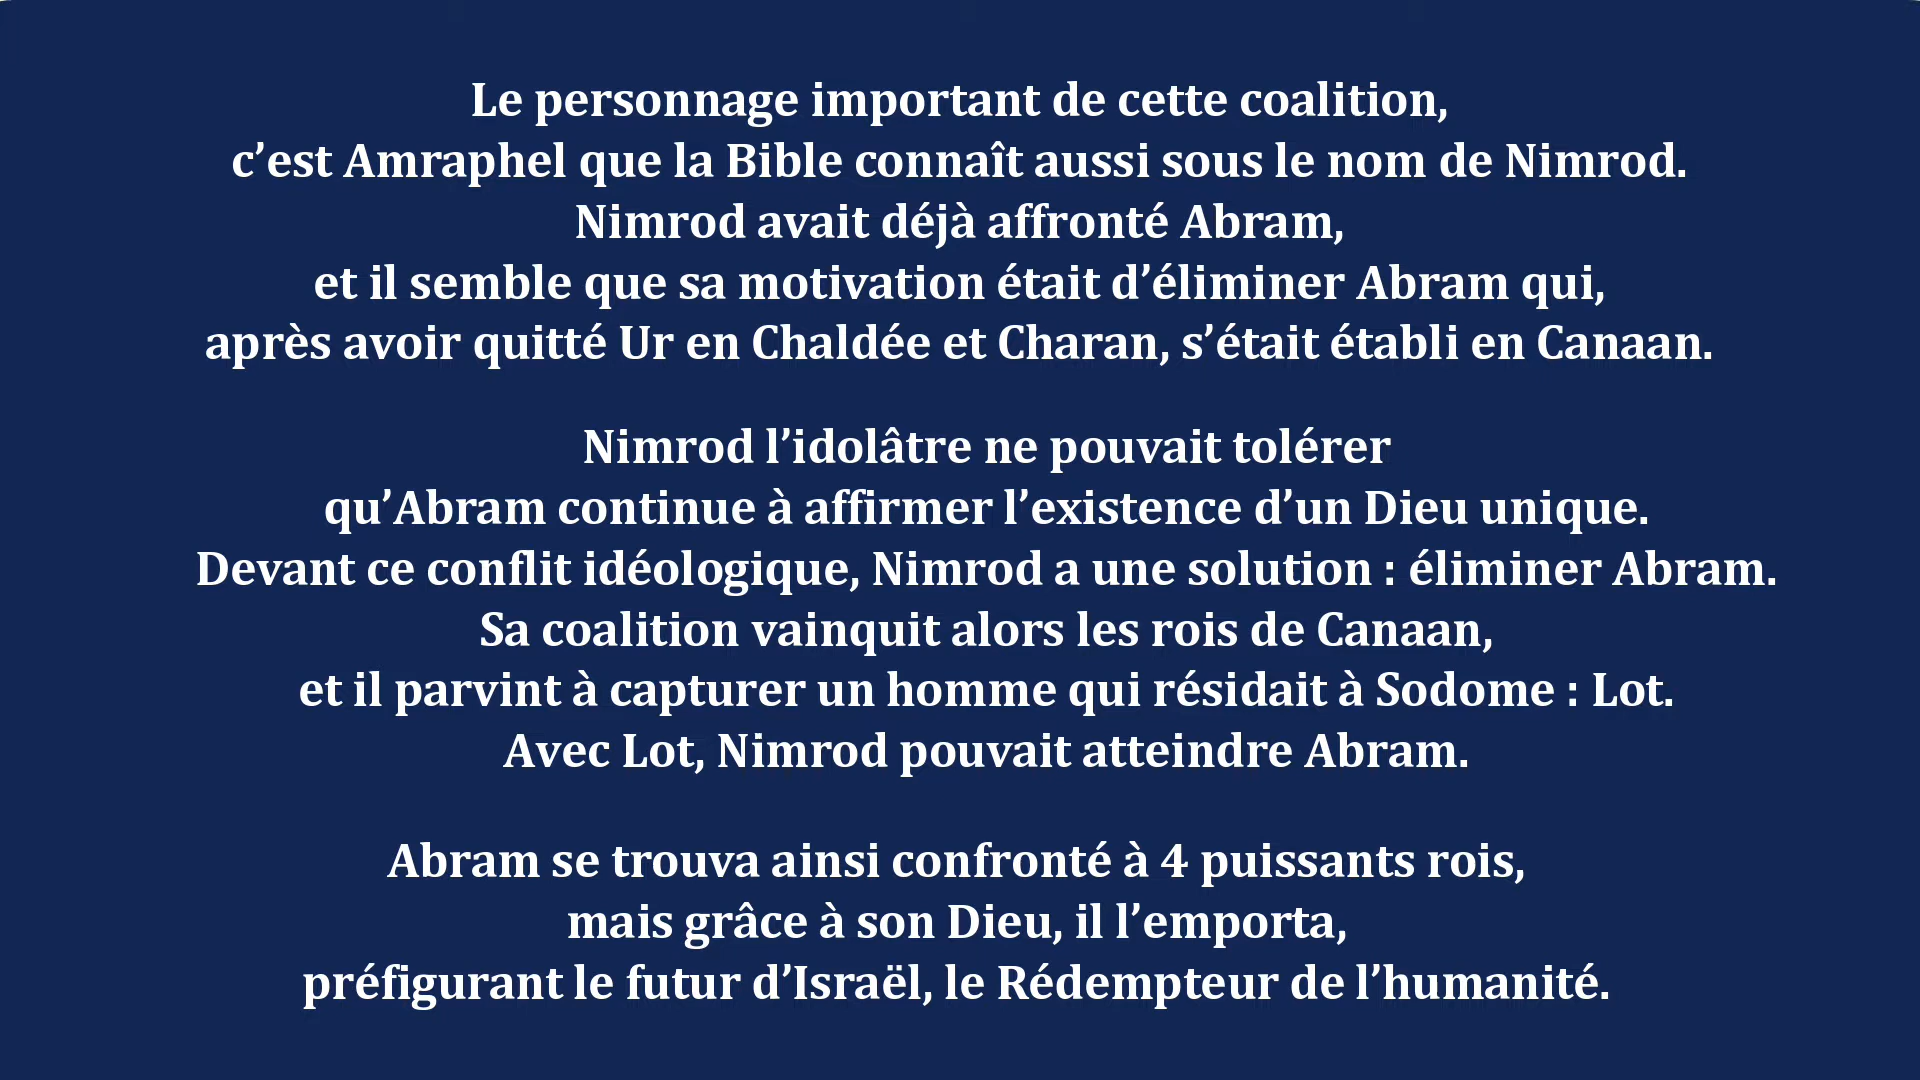 Le personnage important de cette coalition,
c’est Amraphel que la Bible connaît aussi sous le nom de Nimrod.
Nimrod avait déjà affronté Abram,
et il semble que sa motivation était d’éliminer Abram qui,
après avoir quitté Ur en Chaldée et Charan, s’était établi en Canaan.
Nimrod l’idolâtre ne pouvait tolérer
qu’Abram continue à affirmer l’existence d’un Dieu unique.
Devant ce conflit idéologique, Nimrod a une solution : éliminer Abram.
Sa coalition vainquit alors les rois de Canaan,
et il parvint à capturer un homme qui résidait à Sodome : Lot.
Avec Lot, Nimrod pouvait atteindre Abram.
Abram se trouva ainsi confronté à 4 puissants rois,
mais grâce à son Dieu, il l’emporta,
préfigurant le futur d’Israël, le Rédempteur de l’humanité.